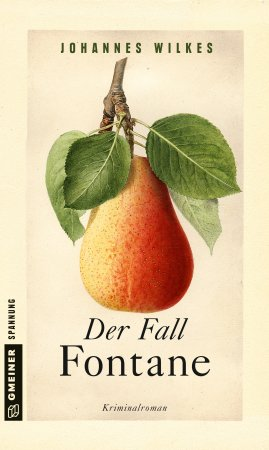 JOHANNES WILKES
Der Fall
Fontane
Kriminalroman
GMEINER SPANNUNG